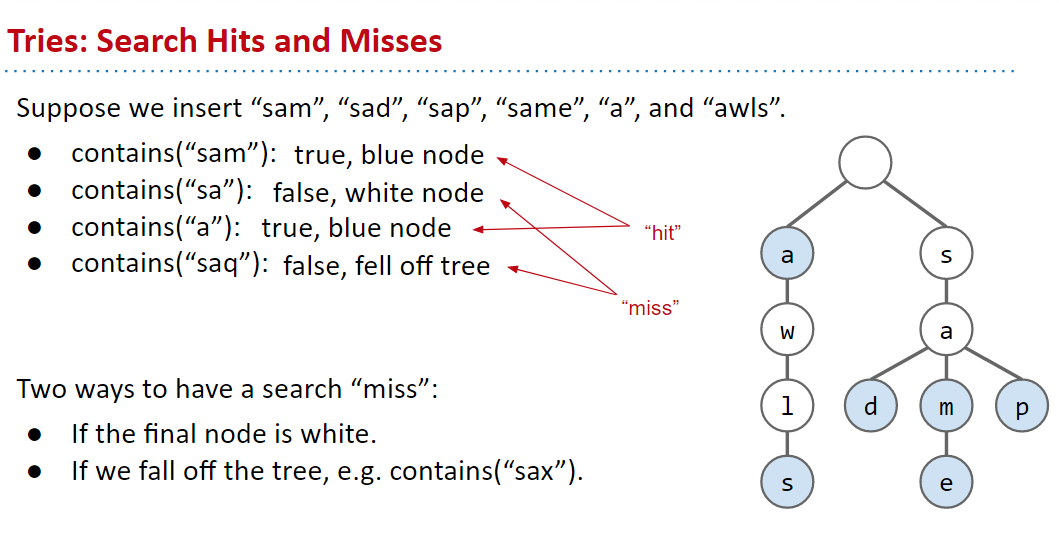 Tries: Search Hits and Misses
Suppose we insert “sam”, “sad”, “sap”, “same”, “a”, and “awls”.
● contains(“sam”): true, blue node
● contains(“sa”): false, white node
● contains(“a”): true, blue node
● contains(“saq”): false, fell off tree
“hit”
“miss”
Two ways to have a search “miss”:
● If the final node is white.
● If we fall off the tree, e.g. contains(“sax”).
a s
w a
l d m p
s e